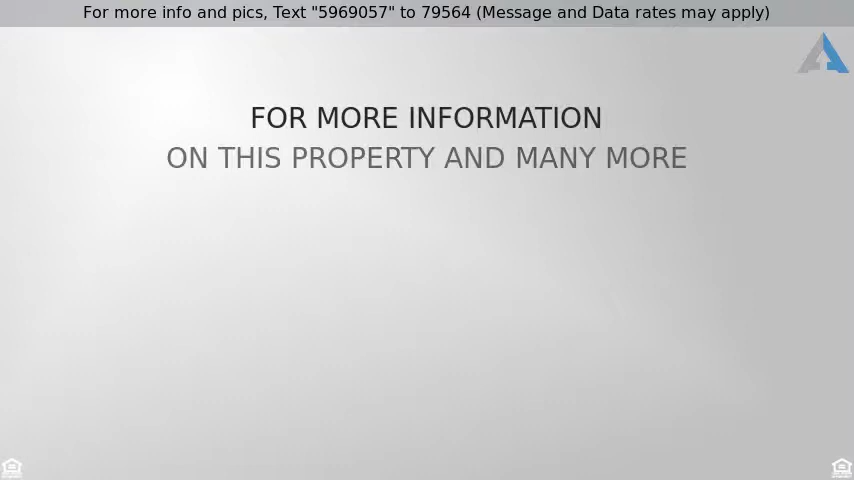 For more info and pics, Text "5969057" to 79564 (Message and Data rates may apply)
FOR MORE INFORMATION
ON THIS PROPERTY AND MANY MORE